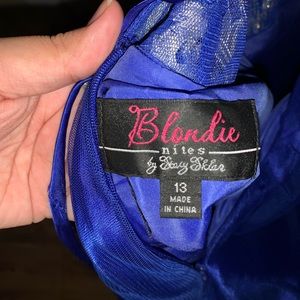 Blondie
nites
by Stacy Sklar
13
MADE
IN CHINA